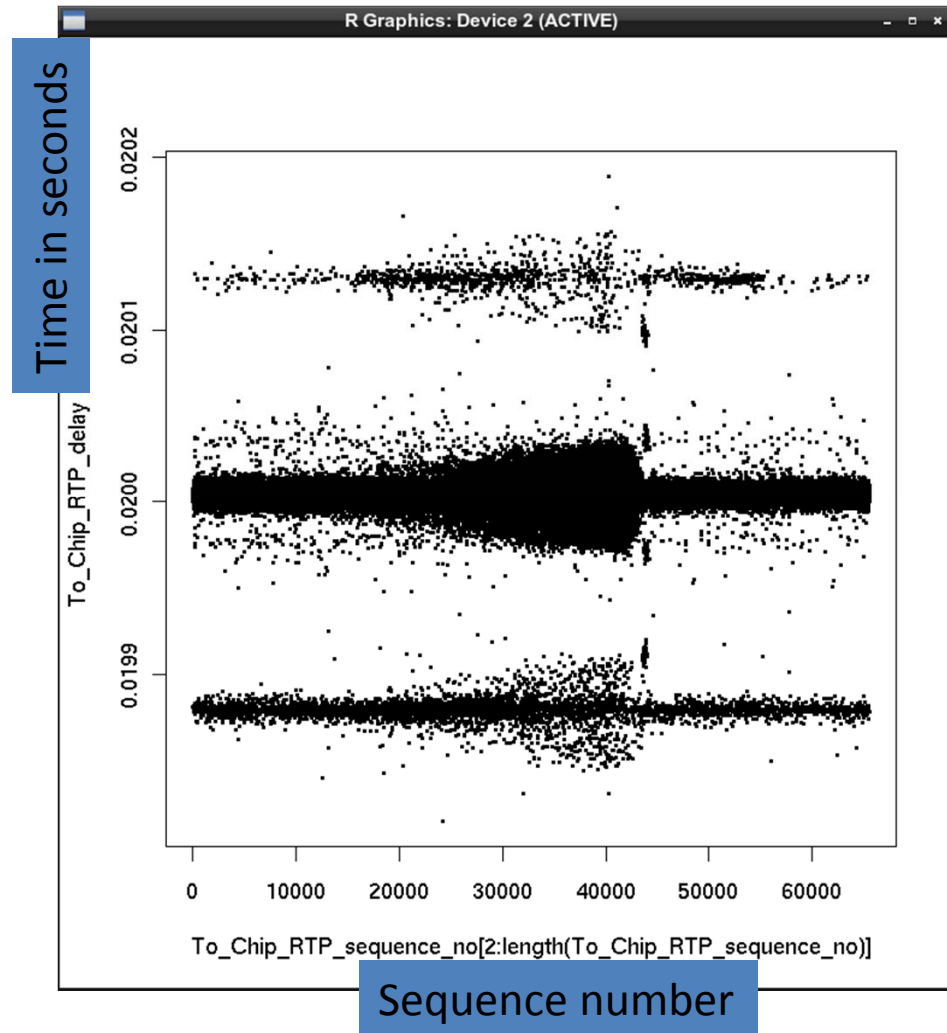 R Graphics: Device 2 (ACTIVE)
Time in seconds
To_Chip_RTP_delay
0.0202
0.0201
0.0200
0.0199
0 10000 20000 30000 40000 50000 60000
To_Chip_RTP_sequence_no[2:length(To_Chip_RTP_sequence_no)]
Sequence number